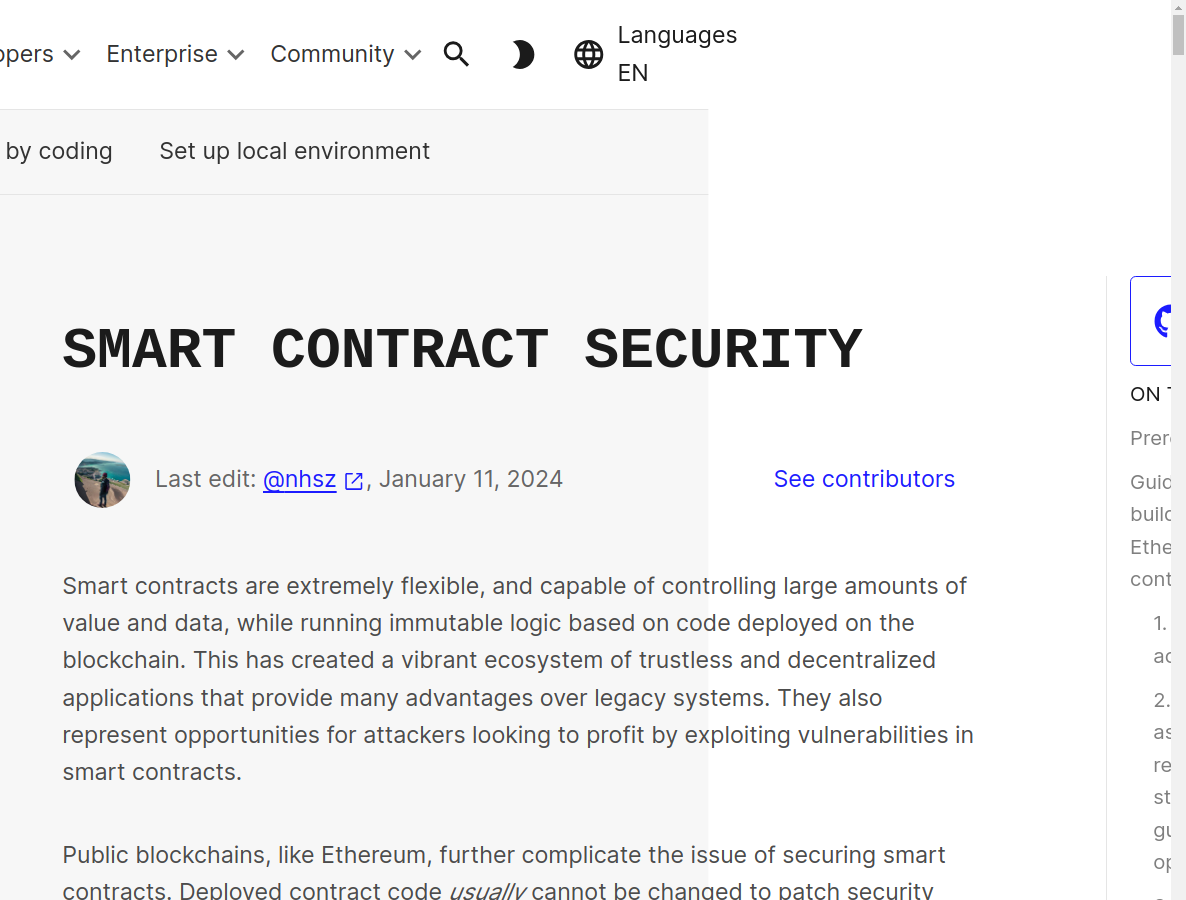 opers Enterprise Community Languages
EN
by coding Set up local environment
SMART CONTRACT SECURITY
Last edit: @nhsz , January 11, 2024 See contributors
Smart contracts are extremely flexible, and capable of controlling large amounts of
value and data, while running immutable logic based on code deployed on the
blockchain. This has created a vibrant ecosystem of trustless and decentralized
applications that provide many advantages over legacy systems. They also
represent opportunities for attackers looking to profit by exploiting vulnerabilities in
smart contracts.
Public blockchains, like Ethereum, further complicate the issue of securing smart
contracts. Deployed contract code usually cannot be changed to patch security
ON
Prer
Guid
build
Ethe
cont
1.
ac
2.
as
re
st
gu
op